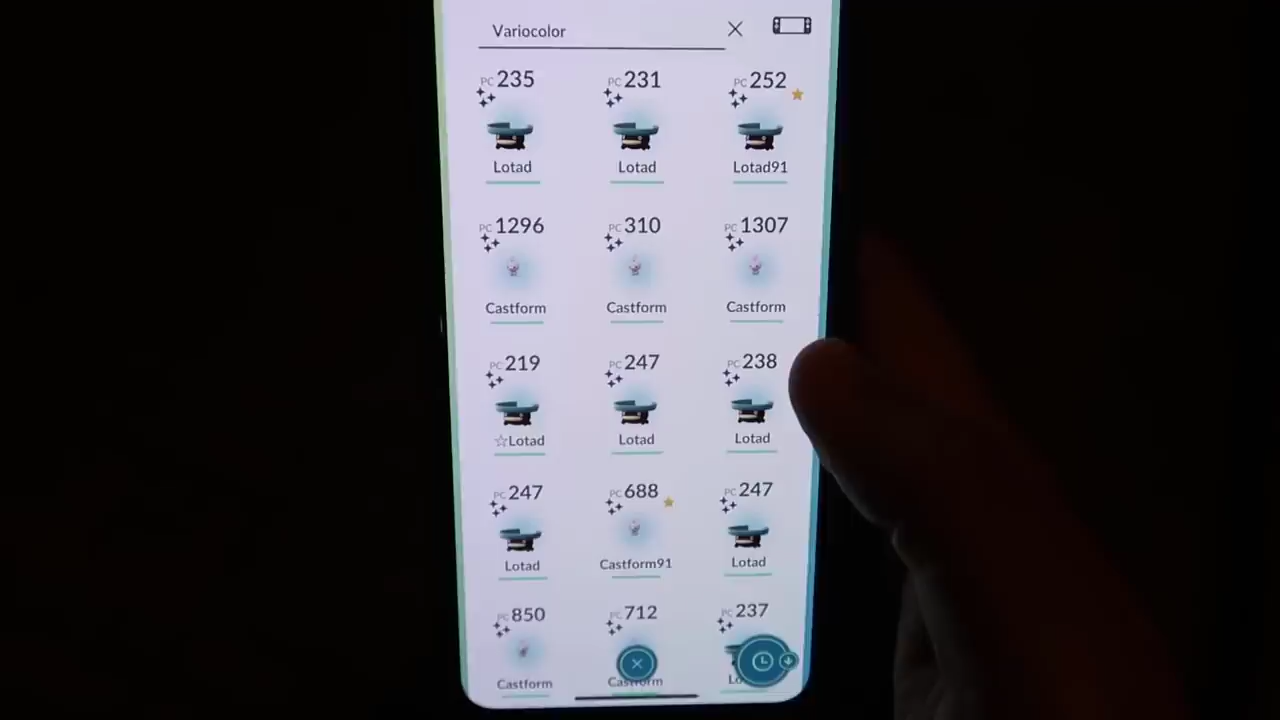 Variocolor
PC 235 PC 231 PC 252
Lotad Lotad Lotad91
PC 1296 PC 310 PC 1307
Castform Castform Castform
PC 219 PC 247 PC 238
☆Lotad Lotad Lotad
PC 247 PC 688 PC 247
Lotad Castform91 Lotad
PC 850 PC 712 PC 237
Castform Castform